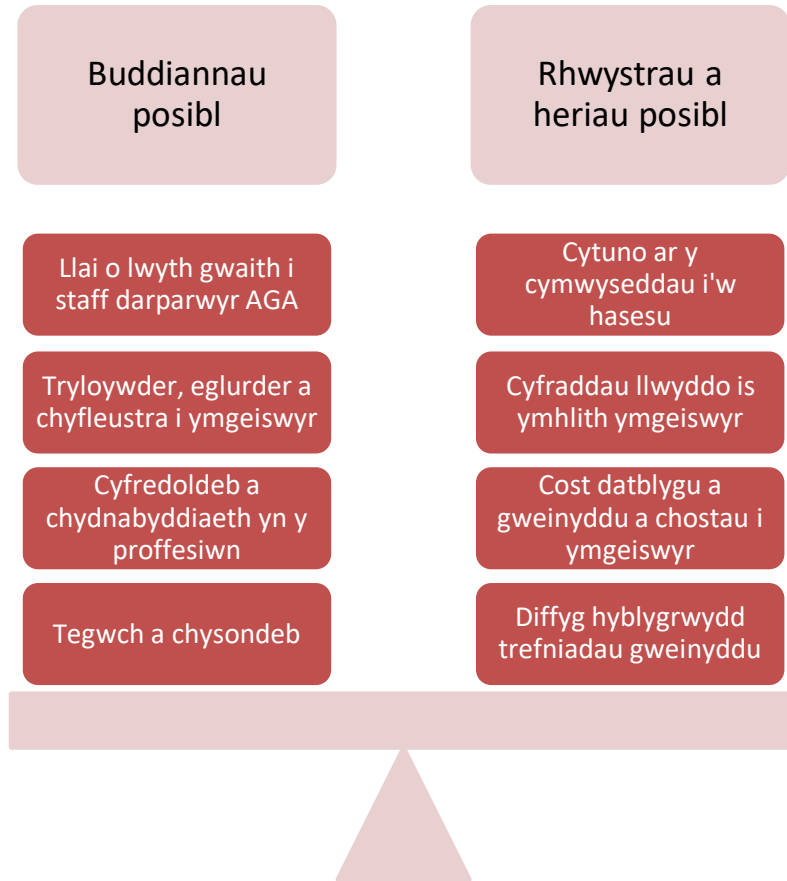 Buddiannau
posibl
Llai o lwyth gwaith i
staff darparwyr AGA
Tryloywder, eglurder a
chyfleustra i ymgeiswyr
Cyfredoldeb a
chydnabyddiaeth yn y
proffesiwn
Tegwch a chysondeb
Rhwystrau a
heriau posibl
Cytuno ar y
cymwyseddau i'w
hasesu
Cyfraddau llwyddo is
ymhlith ymgeiswyr
Cost datblygu a
gweinyddu a chostau i
ymgeiswyr
Diffyg hyblygrwydd
trefniadau gweinyddu